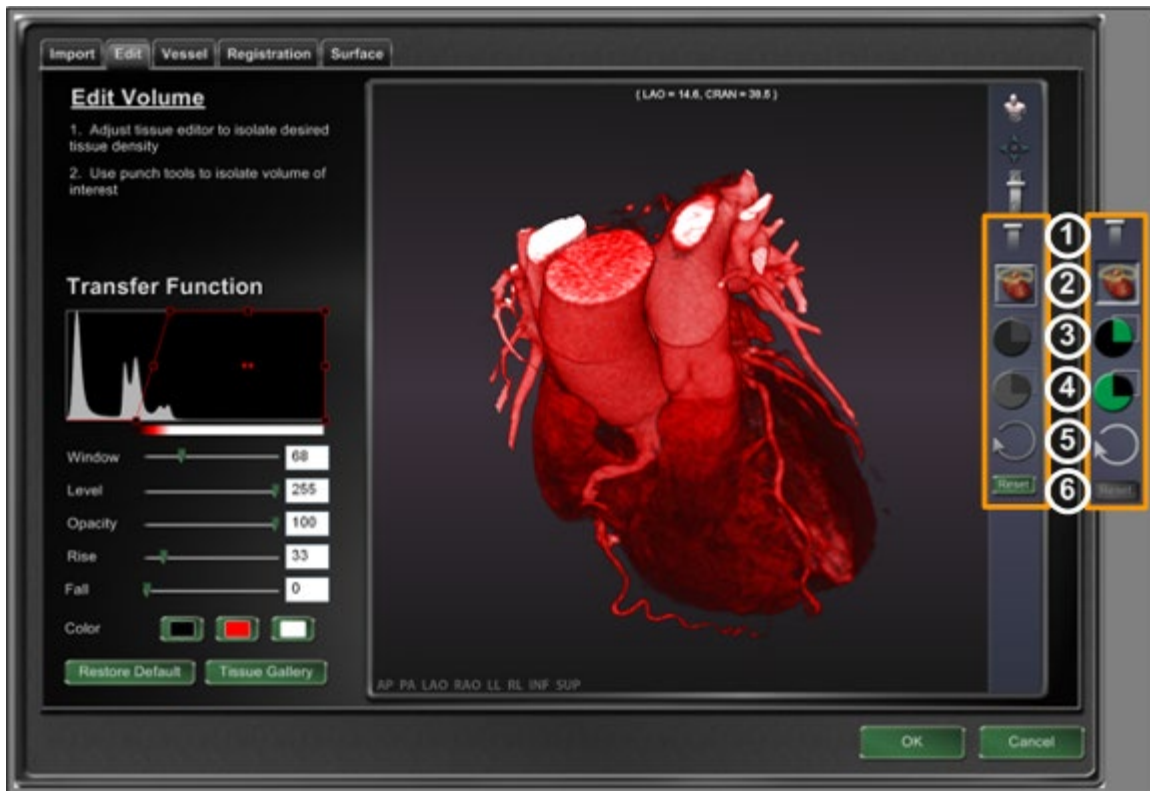 Import Edit Vessel Registration Surface
Edit Volume
1. Adjust tissue editor to isolate desired
tissue density
2. Use punch tools to isolate volume of
interest
Transfer Function
Window 68
Level 255
Opacity 100
Rise 33
Fall 0
Color
Restore Default Tissue Gallery
( LAO = 14.6, CRAN = 38.5 )
AP PA LAO RAO LL RL INF SUP
1
2
3
4
5
Reset 6 Reset
OK Cancel